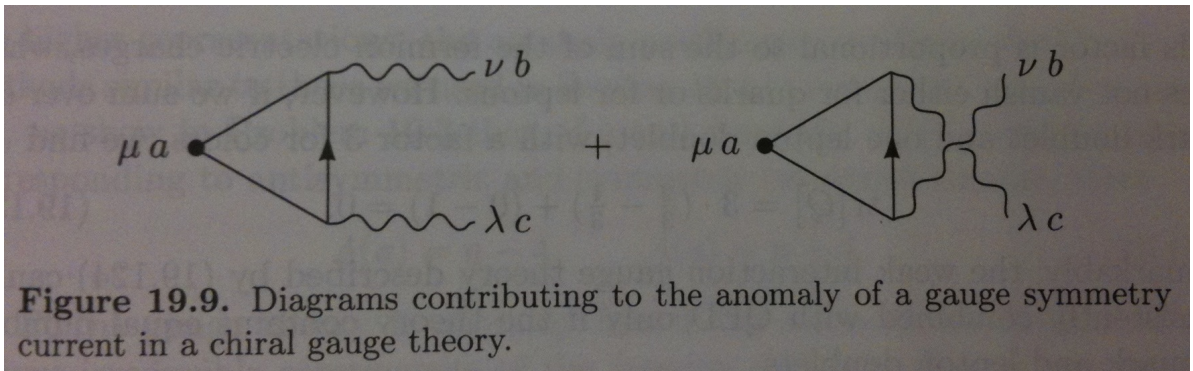 ν b
ν b
μ a
+
μ a
λ c
λ c
Figure 19.9. Diagrams contributing to the anomaly of a gauge symmetry
current in a chiral gauge theory.